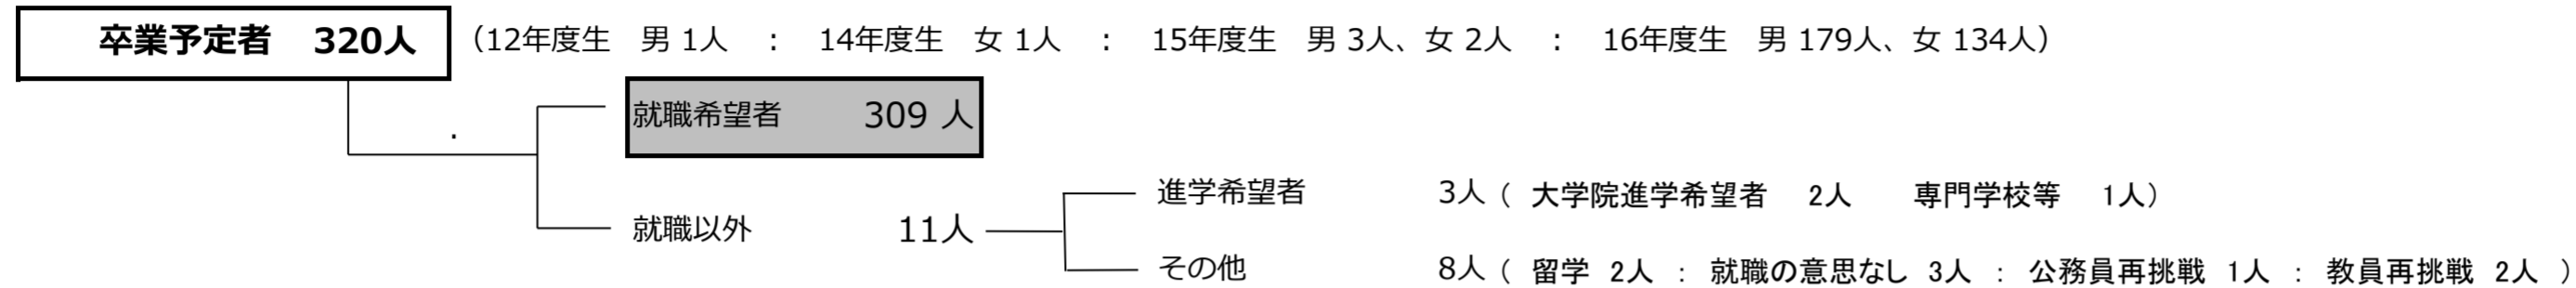 卒業予定者 320人 （12年度生 男 1人 : 14年度生 女 1人 : 15年度生 男 3人、女 2人 : 16年度生 男 179人、女 134人）
就職希望者 309 人
進学希望者 3人 ( 大学院進学希望者 2人 専門学校等 1人)
就職以外 11人
その他 8人 ( 留学 2人 : 就職の意思なし 3人 : 公務員再挑戦 1人 : 教員再挑戦 2人 )